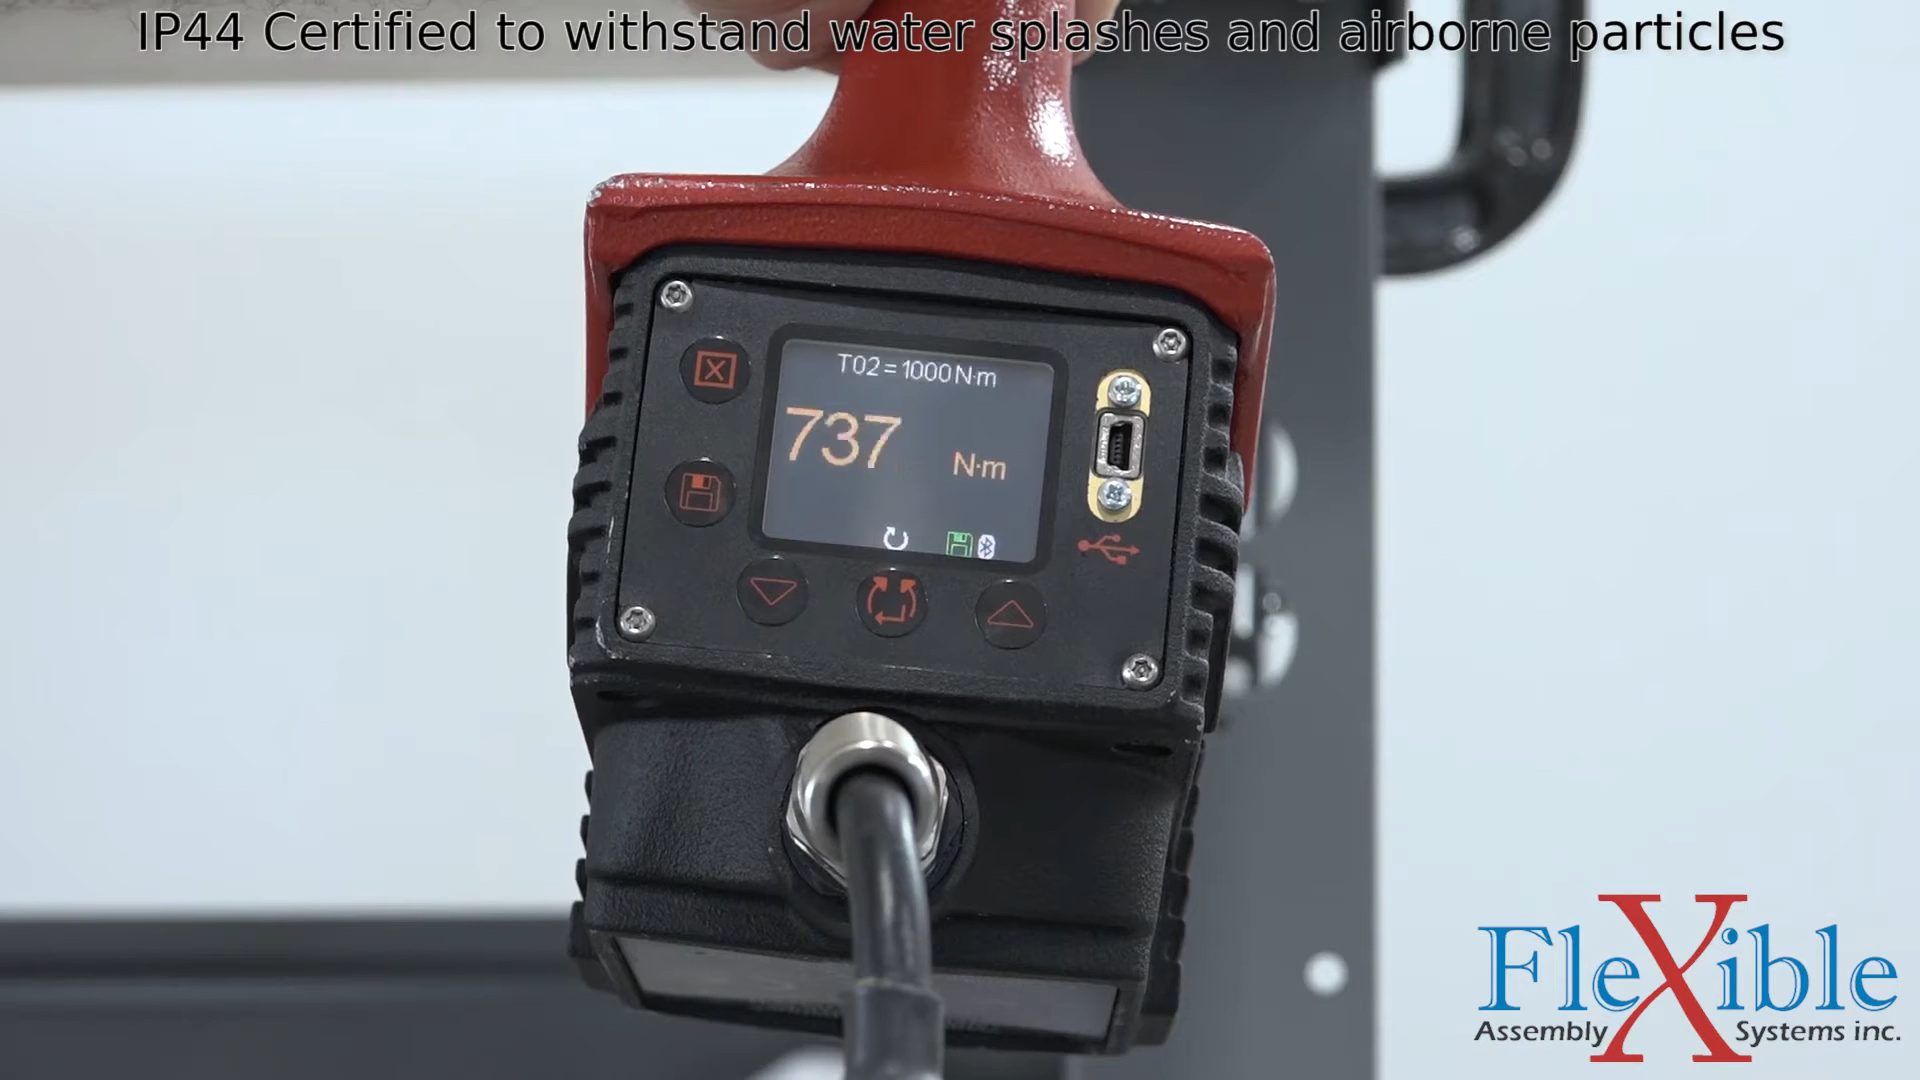 IP44 Certified to withstand water splashes and airborne particles
T02=1000N·m
737 N·m
FleXible
Assembly Systems inc.